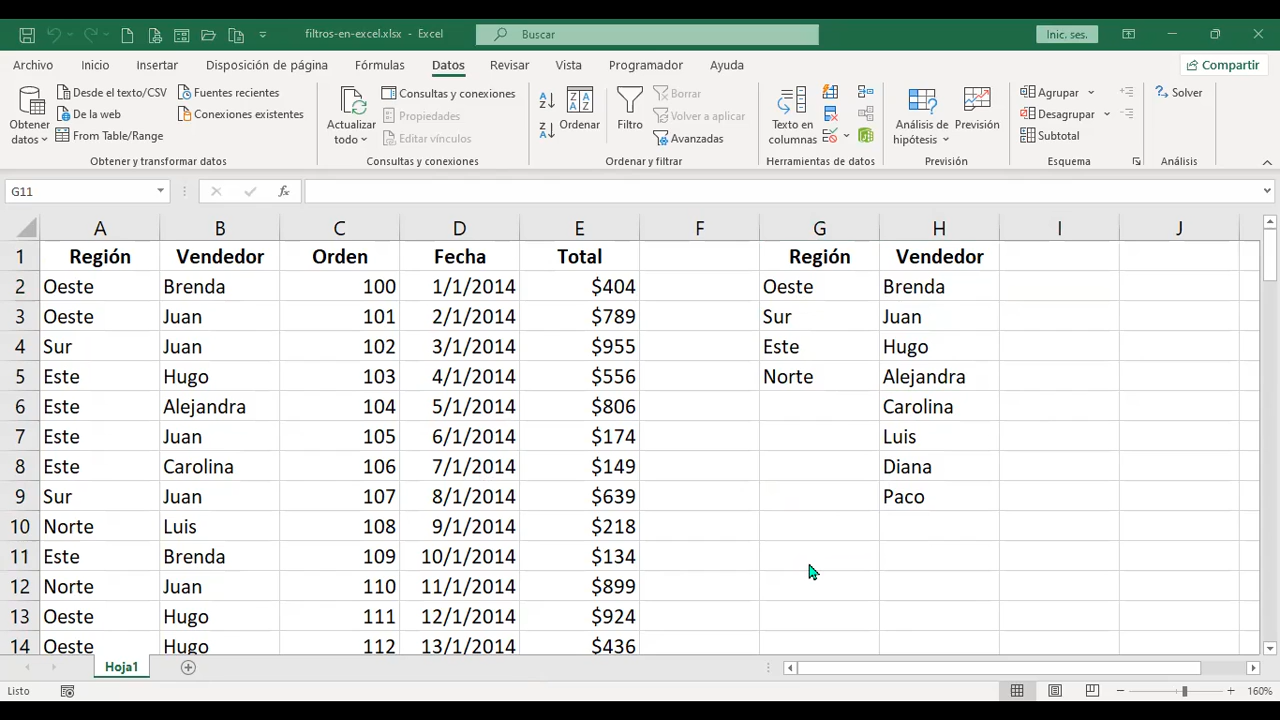 filtros-en-excel.xlsx - Excel
Buscar
Inic. ses.
Archivo Inicio Insertar Disposición de página Fórmulas Datos Revisar Vista Programador Ayuda Compartir
Obtener datos
Desde el texto/CSV
De la web
From Table/Range
Fuentes recientes
Conexiones existentes
Obtener y transformar datos
Actualizar todo
Consultas y conexiones
Propiedades
Editar vínculos
Consultas y conexiones
Ordenar
Filtro
Borrar
Volver a aplicar
Avanzadas
Ordenar y filtrar
Texto en columnas
Herramientas de datos
Análisis de hipótesis
Previsión
Previsión
Agrupar
Desagrupar
Subtotal
Esquema
Solver
Análisis
G11 fx
A B C D E F G H I J
1 Región Vendedor Orden Fecha Total Región Vendedor
2 Oeste Brenda 100 1/1/2014 $404 Oeste Brenda
3 Oeste Juan 101 2/1/2014 $789 Sur Juan
4 Sur Juan 102 3/1/2014 $955 Este Hugo
5 Este Hugo 103 4/1/2014 $556 Norte Alejandra
6 Este Alejandra 104 5/1/2014 $806 Carolina
7 Este Juan 105 6/1/2014 $174 Luis
8 Este Carolina 106 7/1/2014 $149 Diana
9 Sur Juan 107 8/1/2014 $639 Paco
10 Norte Luis 108 9/1/2014 $218
11 Este Brenda 109 10/1/2014 $134
12 Norte Juan 110 11/1/2014 $899
13 Oeste Hugo 111 12/1/2014 $924
14 Oeste Hugo 112 13/1/2014 $436
Hoja1
Listo 160%